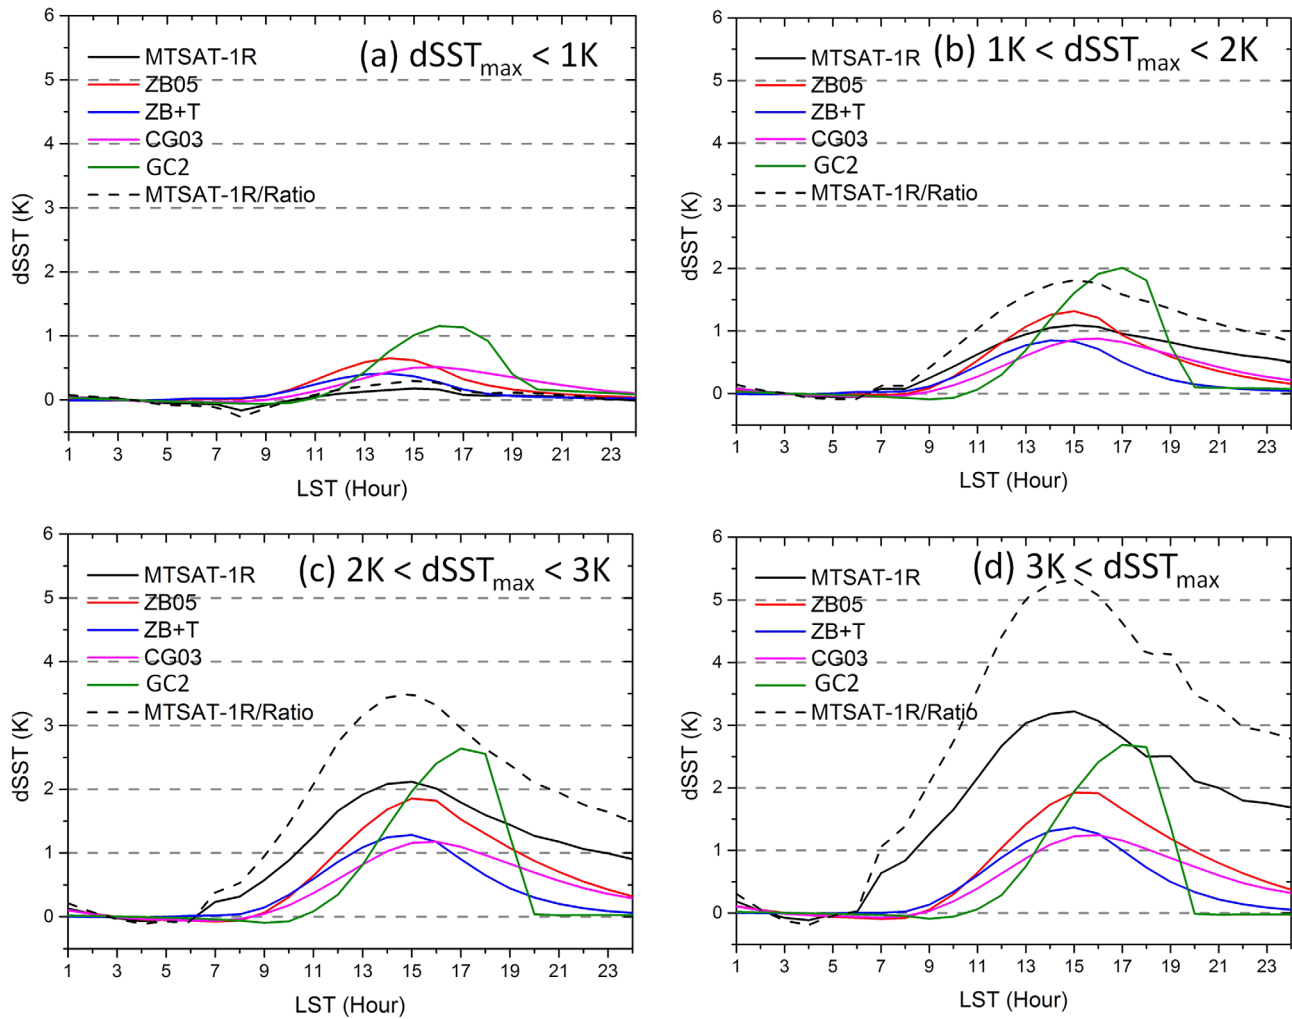 (a) dSSTmax < 1K
MTSAT-1R
ZB05
ZB+T
CG03
GC2
MTSAT-1R/Ratio
6
5
4
3
2
1
0
dSST (K)
1 3 5 7 9 11 13 15 17 19 21 23
LST (Hour)
(b) 1K < dSSTmax < 2K
MTSAT-1R
ZB05
ZB+T
CG03
GC2
MTSAT-1R/Ratio
6
5
4
3
2
1
0
dSST (K)
1 3 5 7 9 11 13 15 17 19 21 23
LST (Hour)
(c) 2K < dSSTmax < 3K
MTSAT-1R
ZB05
ZB+T
CG03
GC2
MTSAT-1R/Ratio
6
5
4
3
2
1
0
dSST (K)
1 3 5 7 9 11 13 15 17 19 21 23
LST (Hour)
(d) 3K < dSSTmax
MTSAT-1R
ZB05
ZB+T
CG03
GC2
MTSAT-1R/Ratio
6
5
4
3
2
1
0
dSST (K)
1 3 5 7 9 11 13 15 17 19 21 23
LST (Hour)